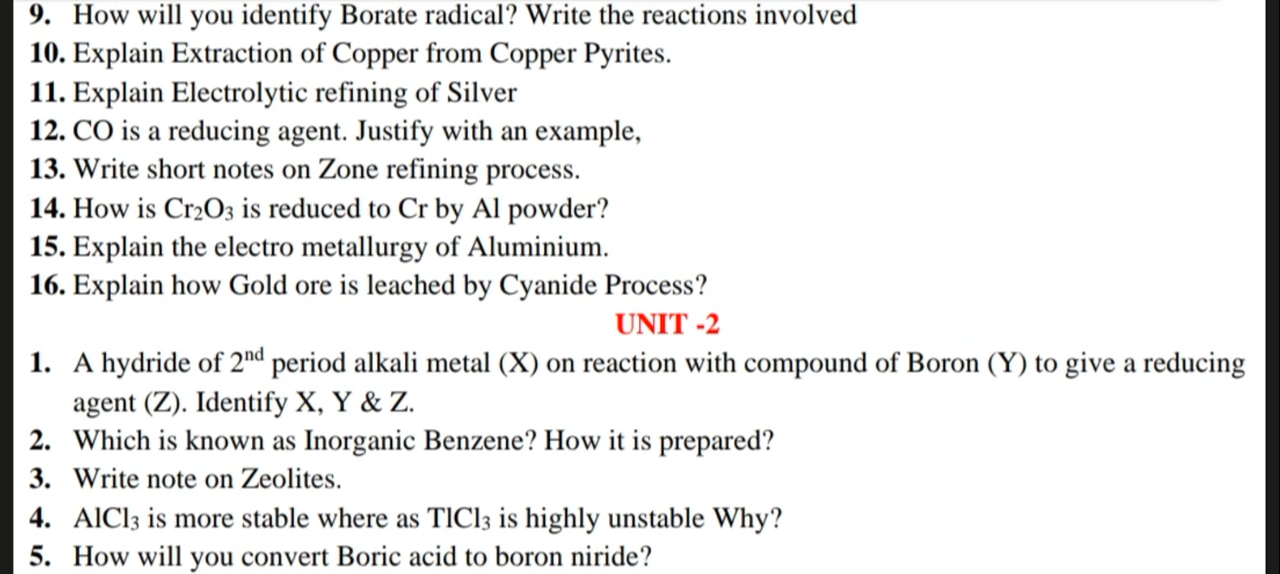 9. How will you identify Borate radical? Write the reactions involved
10. Explain Extraction of Copper from Copper Pyrites.
11. Explain Electrolytic refining of Silver
12. CO is a reducing agent. Justify with an example,
13. Write short notes on Zone refining process.
14. How is Cr₂O₃ is reduced to Cr by Al powder?
15. Explain the electro metallurgy of Aluminium.
16. Explain how Gold ore is leached by Cyanide Process?
UNIT -2
1. A hydride of 2nd period alkali metal (X) on reaction with compound of Boron (Y) to give a reducing
agent (Z). Identify X, Y & Z.
2. Which is known as Inorganic Benzene? How it is prepared?
3. Write note on Zeolites.
4. AlCl₃ is more stable where as TlCl₃ is highly unstable Why?
5. How will you convert Boric acid to boron niride?